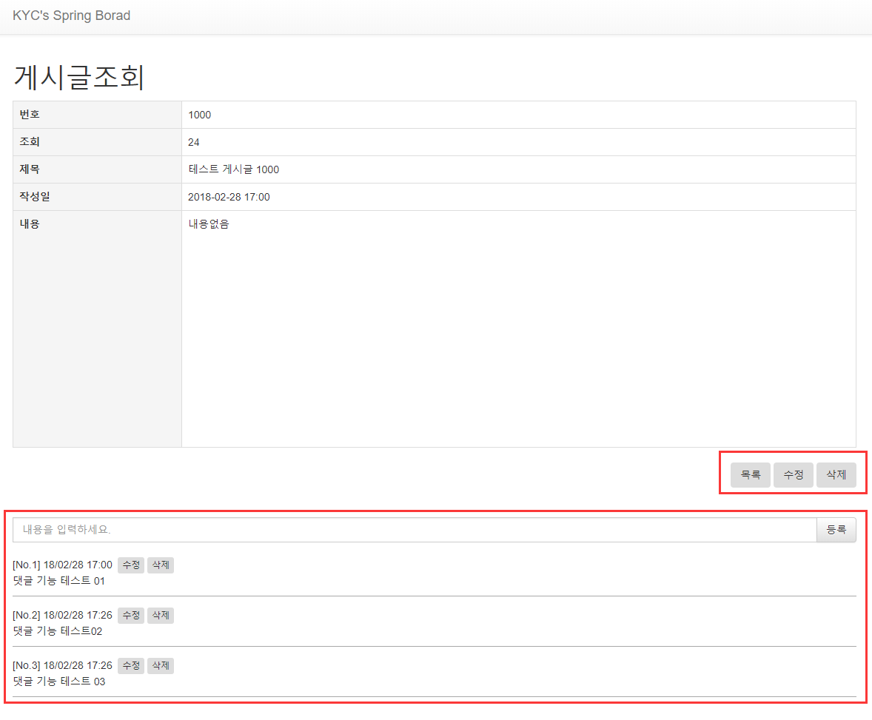 KYC's Spring Borad
게시글조회
번호 1000
조회 24
제목 테스트 게시글 1000
작성일 2018-02-28 17:00
내용 내용없음
목록 수정 삭제
내용을 입력하세요. 등록
[No.1] 18/02/28 17:00 수정 삭제
댓글 기능 테스트 01
[No.2] 18/02/28 17:26 수정 삭제
댓글 기능 테스트02
[No.3] 18/02/28 17:26 수정 삭제
댓글 기능 테스트 03